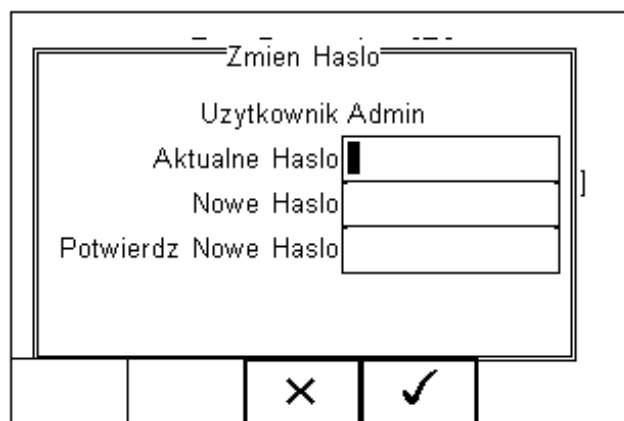 Zmien Haslo
Uzytkownik Admin
Aktualne Haslo
Nowe Haslo
Potwierdz Nowe Haslo
]